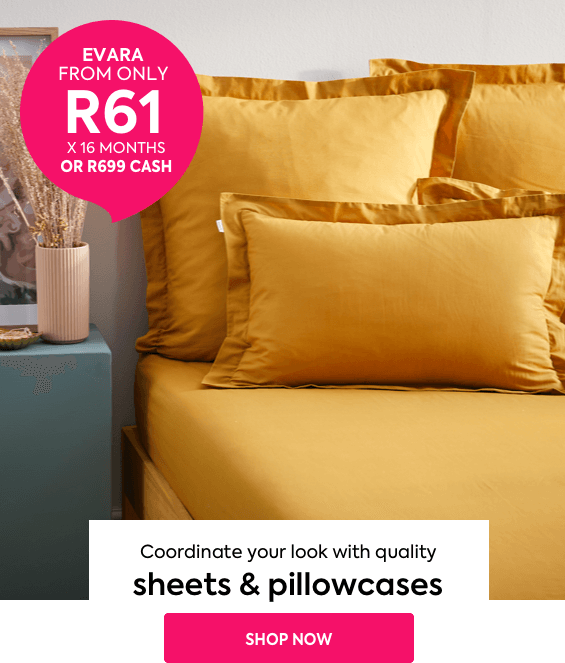 EVARA
FROM ONLY
R61
X 16 MONTHS
OR R699 CASH
Coordinate your look with quality
sheets & pillowcases
SHOP NOW